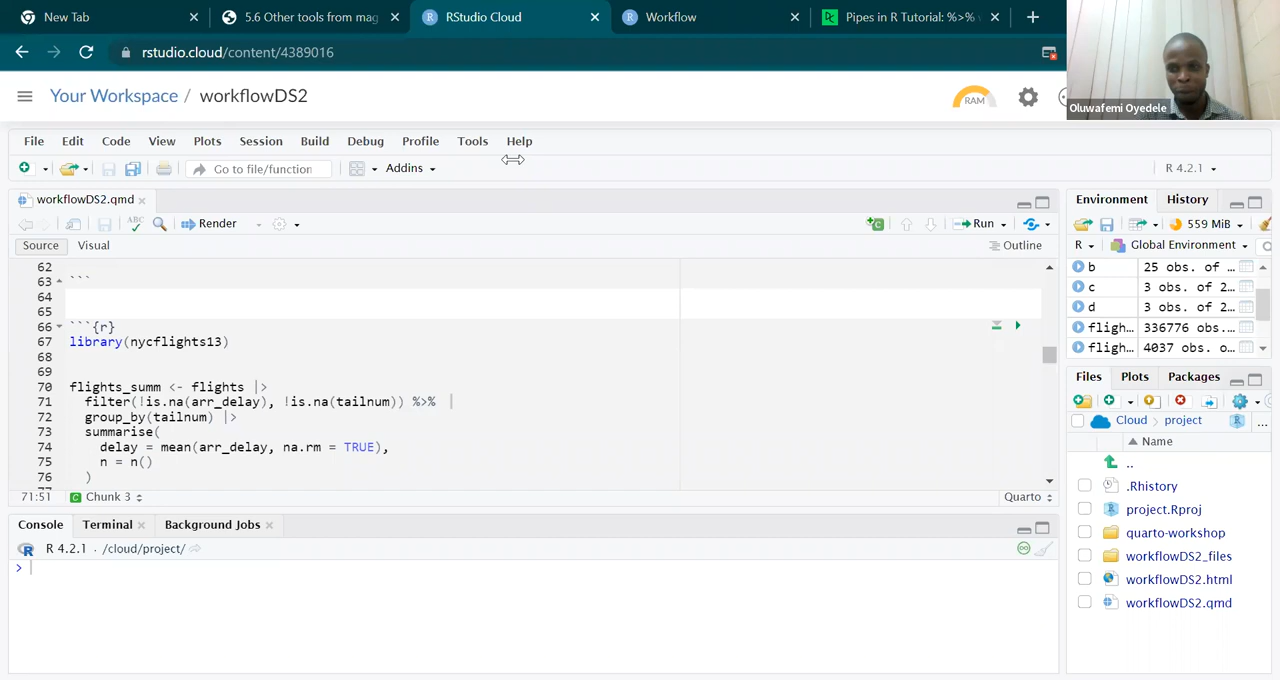 New Tab
5.6 Other tools from mag
RStudio Cloud
Workflow
Pipes in R Tutorial: %>%
rstudio.cloud/content/4389016
Your Workspace / workflowDS2
RAM
Oluwafemi Oyedele
File Edit Code View Plots Session Build Debug Profile Tools Help
Go to file/function
Addins
R 4.2.1
workflowDS2.qmd
ABC
Render
Run
Source Visual
Outline
62
63 ```
64
65
66 ```{r}
67 library(nycflights13)
68
69
70 flights_summ <- flights |>
71 filter(!is.na(arr_delay), !is.na(tailnum)) %>%
72 group_by(tailnum) |>
73 summarise(
74 delay = mean(arr_delay, na.rm = TRUE),
75 n = n()
76 )
71:51 Chunk 3
Quarto
Console Terminal Background Jobs
R 4.2.1 . /cloud/project/
>
Environment History
559 MiB
R Global Environment
b 25 obs. of ...
c 3 obs. of 2...
d 3 obs. of 2...
fligh... 336776 obs...
fligh... 4037 obs. o...
Files Plots Packages
Cloud > project
...
Name
..
.Rhistory
project.Rproj
quarto-workshop
workflowDS2_files
workflowDS2.html
workflowDS2.qmd